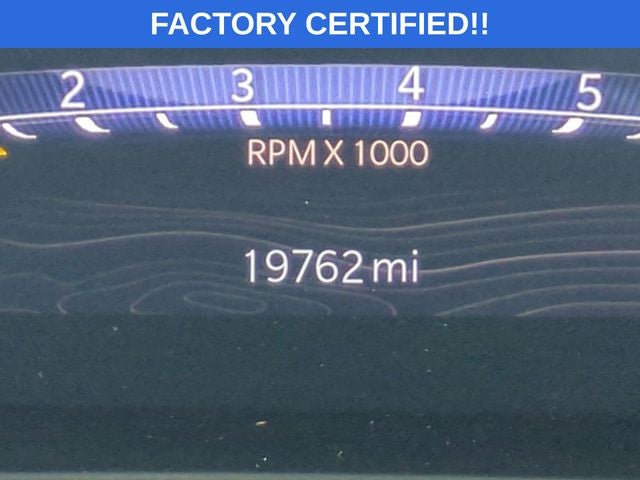 FACTORY CERTIFIED!!
2 3 4 5
RPM X 1000
19762 mi